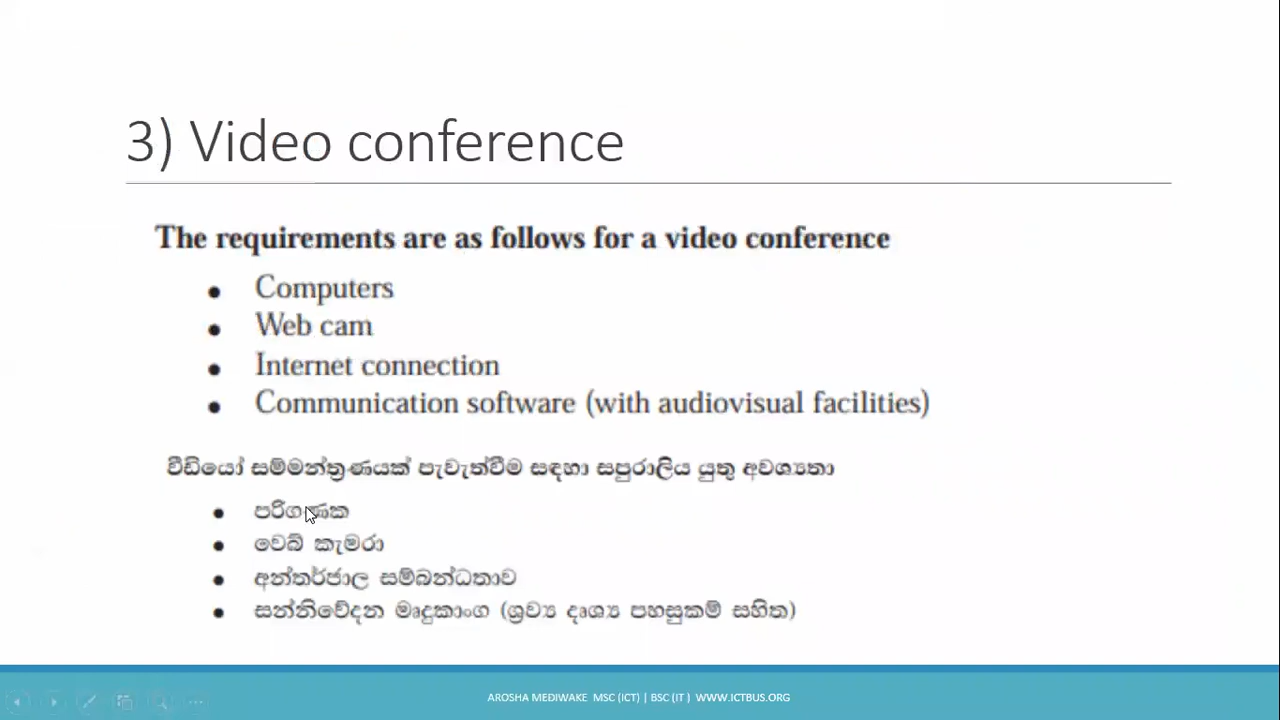 3) Video conference
The requirements are as follows for a video conference
● Computers
● Web cam
● Internet connection
● Communication software (with audiovisual facilities)
වීඩියෝ සම්මන්ත්‍රණයක් පැවැත්වීම සඳහා සපුරාලිය යුතු අවශ්‍යතා
● පරිගණක
● වෙබ් කැමරා
● අන්තර්ජාල සම්බන්ධතාව
● සන්නිවේදන මෘදුකාංග (ශ්‍රව්‍ය දෘශ්‍ය පහසුකම් සහිත)
AROSHA MEDIWAKE MSC (ICT) | BSC (IT ) WWW.ICTBUS.ORG